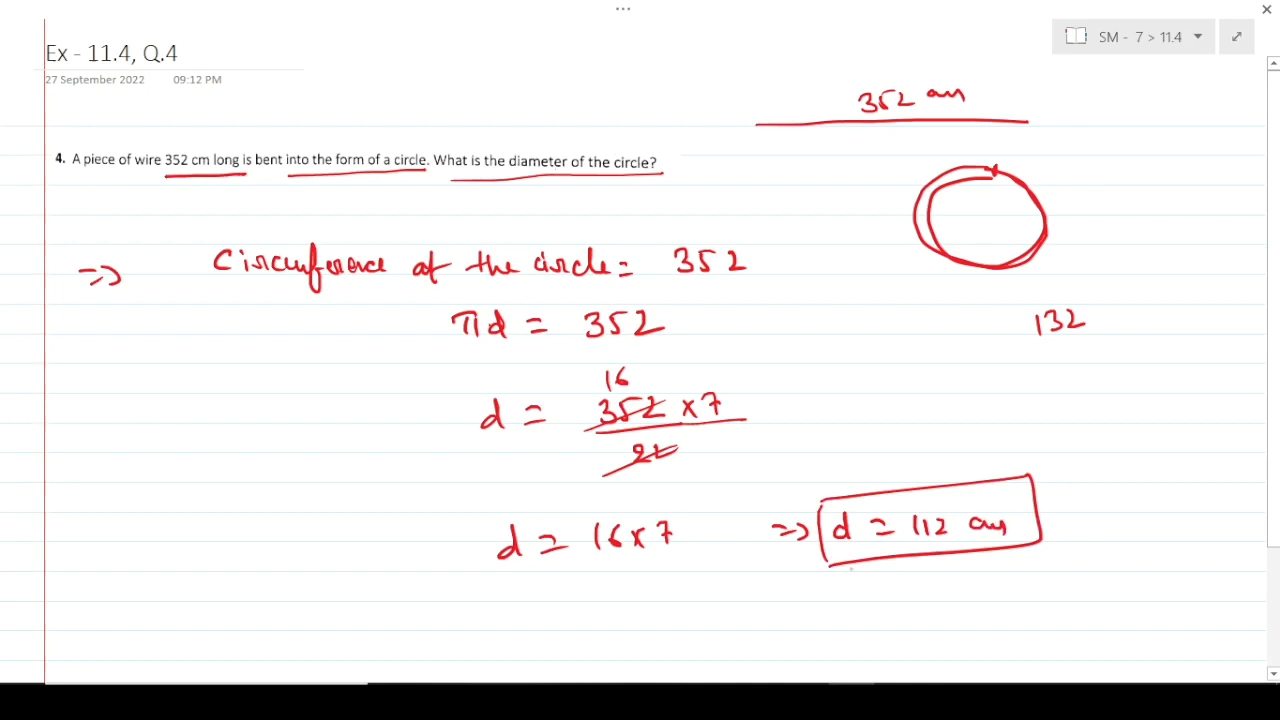 ...
SM - 7 > 11.4
Ex - 11.4, Q.4
27 September 2022 09:12 PM
352 cm
4. A piece of wire 352 cm long is bent into the form of a circle. What is the diameter of the circle?
=> Circumference of the circle = 352
πd = 352
132
16
d = 352 x 7
22
d = 16 x 7 => d = 112 cm